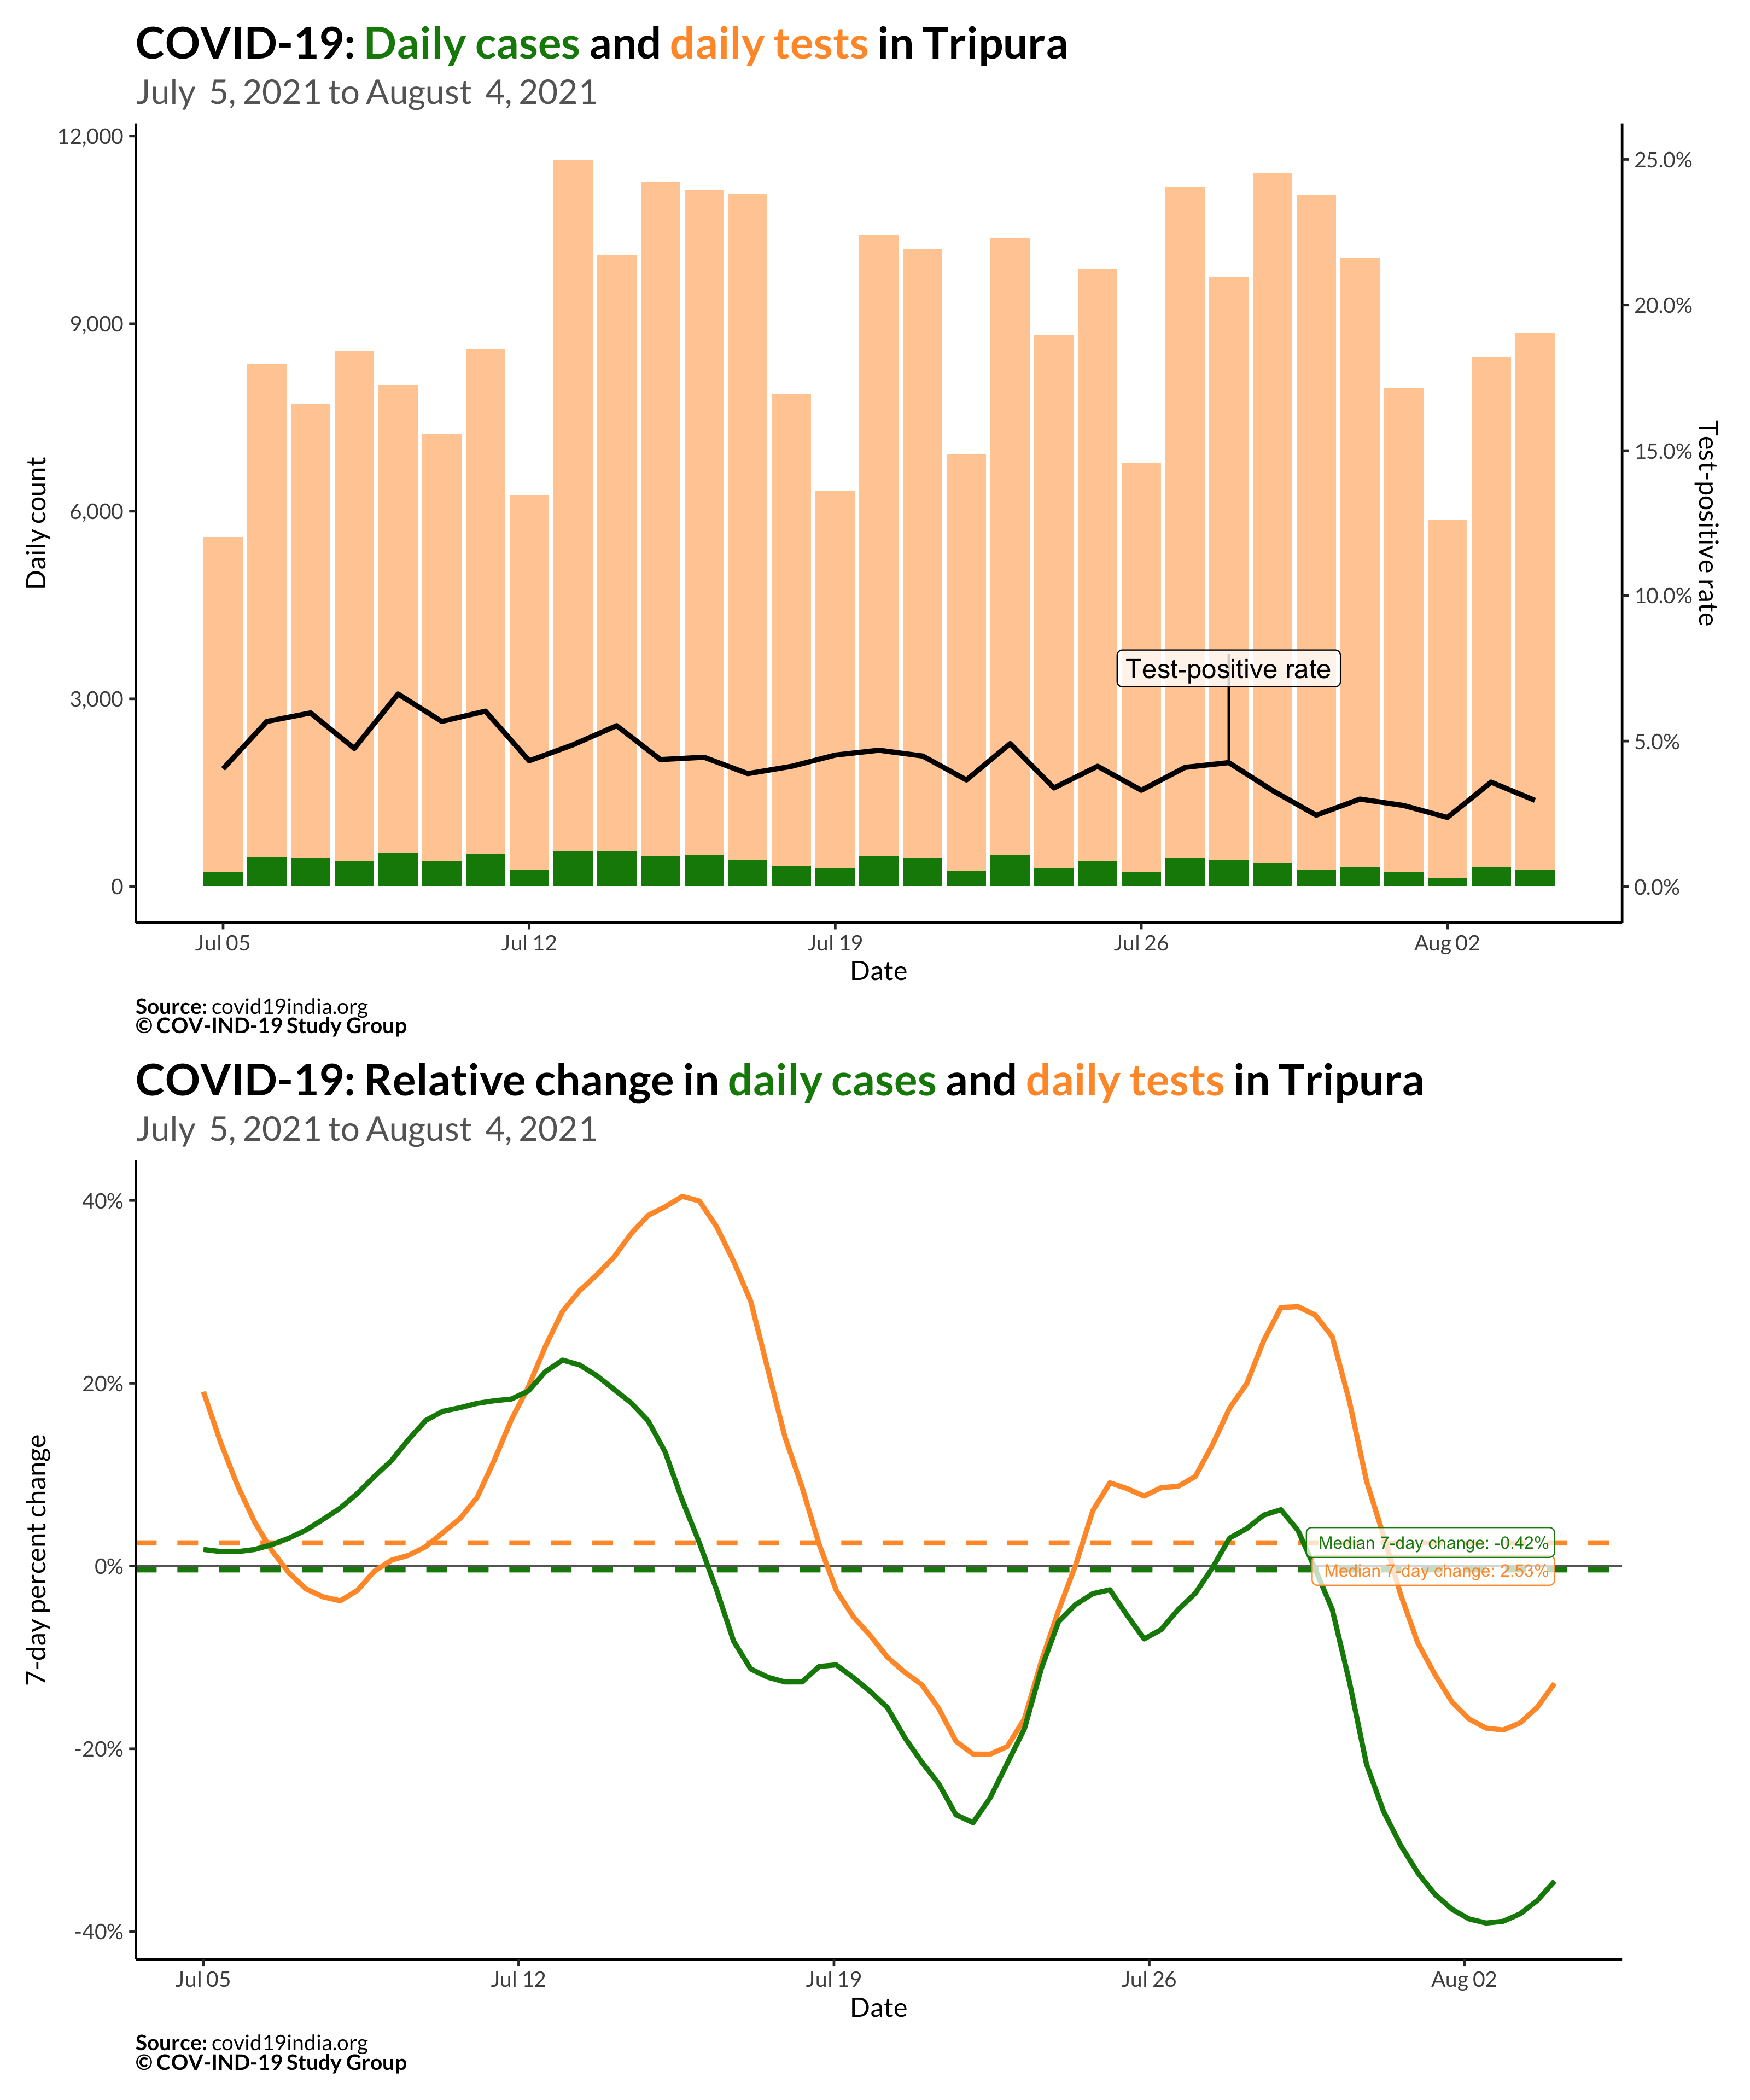 COVID-19: Daily cases and daily tests in Tripura
July 5, 2021 to August 4, 2021
12,000
9,000
6,000
3,000
0
Daily count
25.0%
20.0%
15.0%
10.0%
5.0%
0.0%
Test-positive rate
Test-positive rate
Jul 05
Jul 12
Jul 19
Jul 26
Aug 02
Date
Source: covid19india.org
© COV-IND-19 Study Group
COVID-19: Relative change in daily cases and daily tests in Tripura
July 5, 2021 to August 4, 2021
40%
20%
0%
-20%
-40%
7-day percent change
Median 7-day change: -0.42%
Median 7-day change: 2.53%
Jul 05
Jul 12
Jul 19
Jul 26
Aug 02
Date
Source: covid19india.org
© COV-IND-19 Study Group